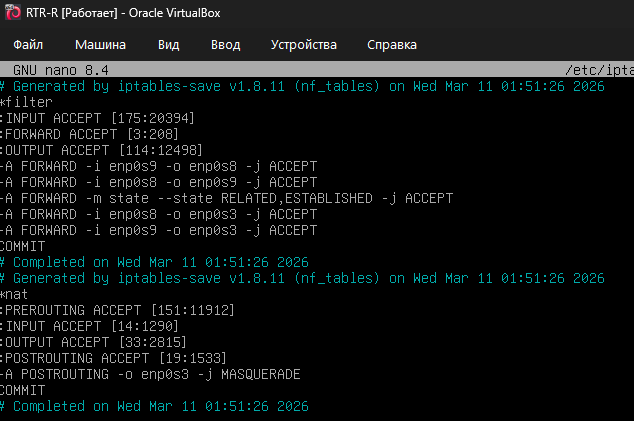 RTR-R [Работает] - Oracle VirtualBox
Файл Машина Вид Ввод Устройства Справка
GNU nano 8.4 /etc/ipta
# Generated by iptables-save v1.8.11 (nf_tables) on Wed Mar 11 01:51:26 2026
*filter
:INPUT ACCEPT [175:20394]
:FORWARD ACCEPT [3:208]
:OUTPUT ACCEPT [114:12498]
-A FORWARD -i enp0s9 -o enp0s8 -j ACCEPT
-A FORWARD -i enp0s8 -o enp0s9 -j ACCEPT
-A FORWARD -m state --state RELATED,ESTABLISHED -j ACCEPT
-A FORWARD -i enp0s8 -o enp0s3 -j ACCEPT
-A FORWARD -i enp0s9 -o enp0s3 -j ACCEPT
COMMIT
# Completed on Wed Mar 11 01:51:26 2026
# Generated by iptables-save v1.8.11 (nf_tables) on Wed Mar 11 01:51:26 2026
*nat
:PREROUTING ACCEPT [151:11912]
:INPUT ACCEPT [14:1290]
:OUTPUT ACCEPT [33:2815]
:POSTROUTING ACCEPT [19:1533]
-A POSTROUTING -o enp0s3 -j MASQUERADE
COMMIT
# Completed on Wed Mar 11 01:51:26 2026